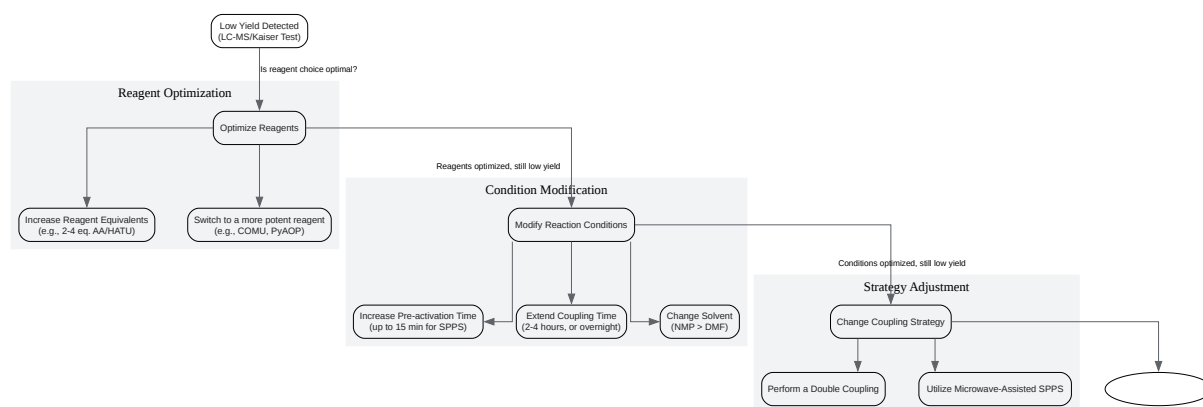 Low Yield Detected
(LC-MS/Kaiser Test)
Is reagent choice optimal?
Reagent Optimization
Optimize Reagents
Reagents optimized, still low yield
Increase Reagent Equivalents
(e.g., 2-4 eq. AA/HATU)
Switch to a more potent reagent
(e.g., COMU, PyAOP)
Condition Modification
Modify Reaction Conditions
Conditions optimized, still low yield
Increase Pre-activation Time
(up to 15 min for SPPS)
Extend Coupling Time
(2-4 hours, or overnight)
Change Solvent
(NMP > DMF)
Strategy Adjustment
Change Coupling Strategy
Perform a Double Coupling
Utilize Microwave-Assisted SPPS